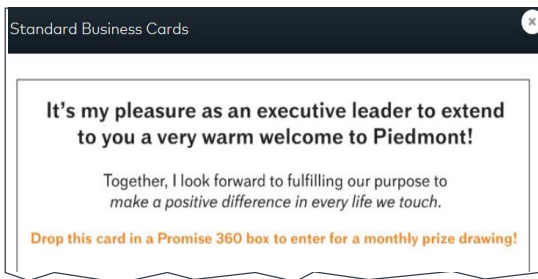 Standard Business Cards
x
It's my pleasure as an executive leader to extend
to you a very warm welcome to Piedmont!
Together, I look forward to fulfilling our purpose to
make a positive difference in every life we touch.
Drop this card in a Promise 360 box to enter for a monthly prize drawing!